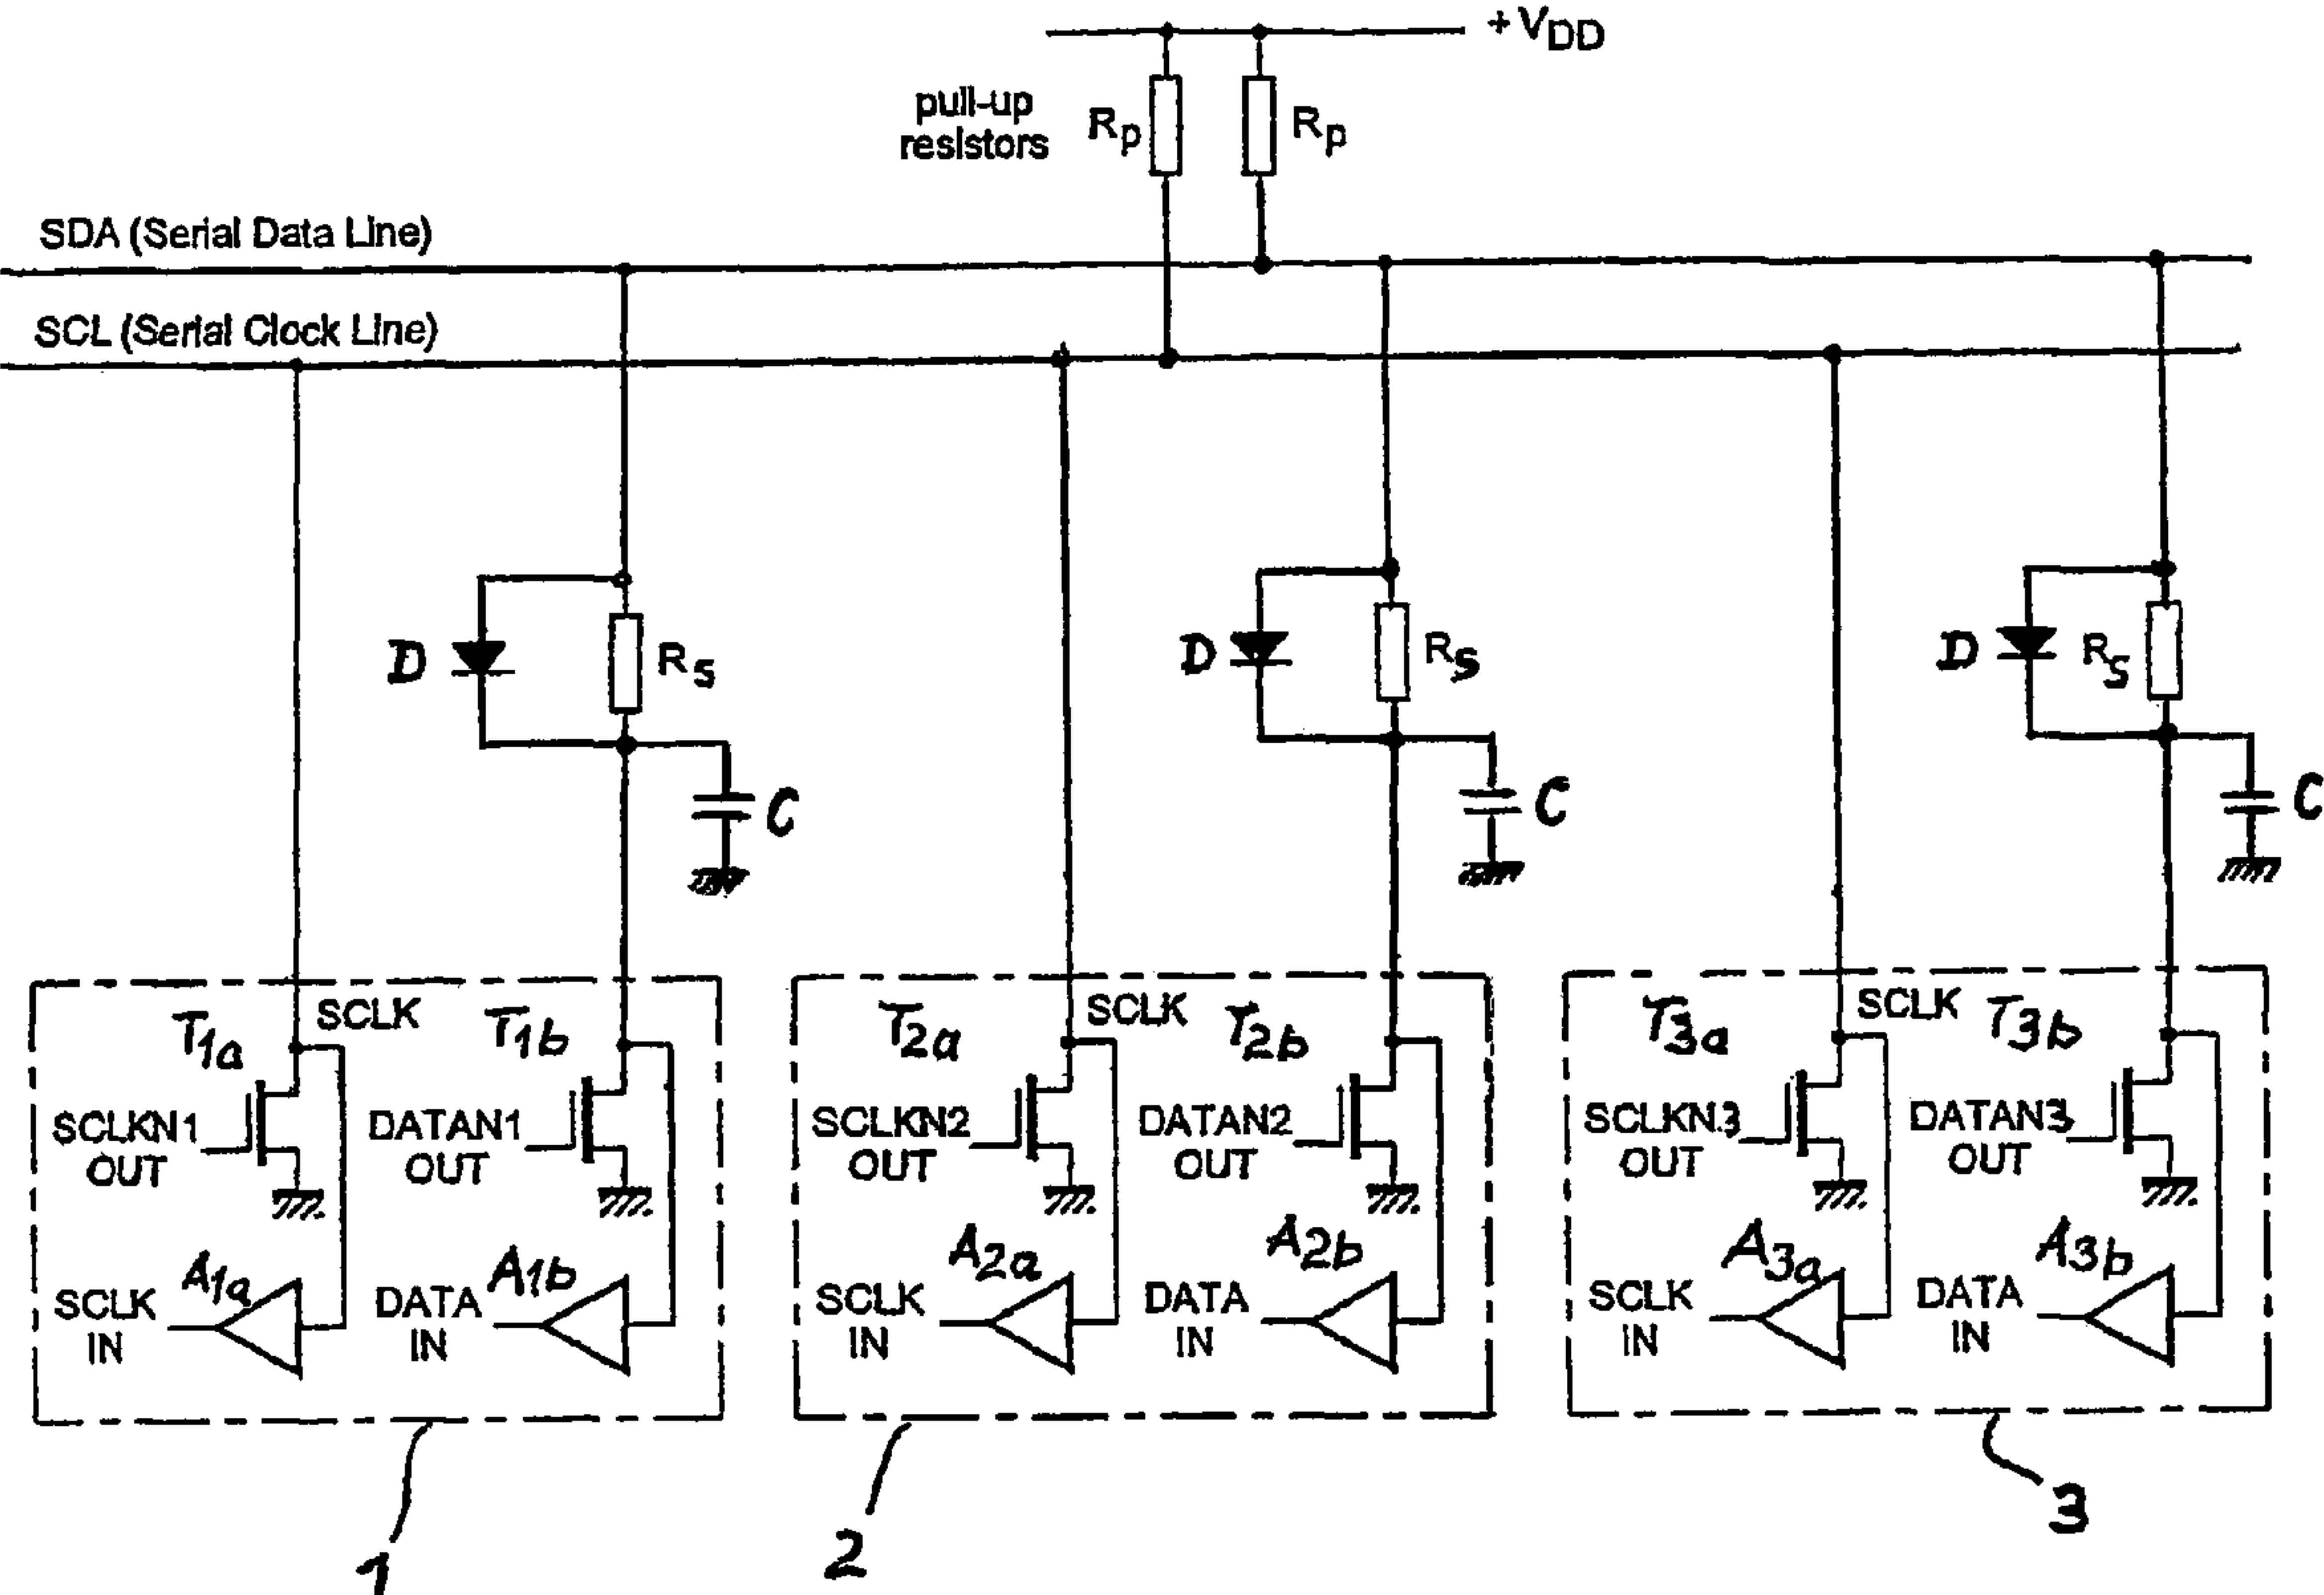 + VDD
pull-up
resistors
Rp
Rp
SDA (Serial Data Line)
SCL (Serial Clock Line)
D
Rs
C
D
Rs
C
D
Rs
C
T1a
SCLK
T1b
SCLKN1
OUT
DATAN1
OUT
A1a
SCLK
IN
A1b
DATA
IN
T2a
SCLK
T2b
SCLKN2
OUT
DATAN2
OUT
A2a
SCLK
IN
A2b
DATA
IN
T3a
SCLK
T3b
SCLKN3
OUT
DATAN3
OUT
A3a
SCLK
IN
A3b
DATA
IN
1
2
3